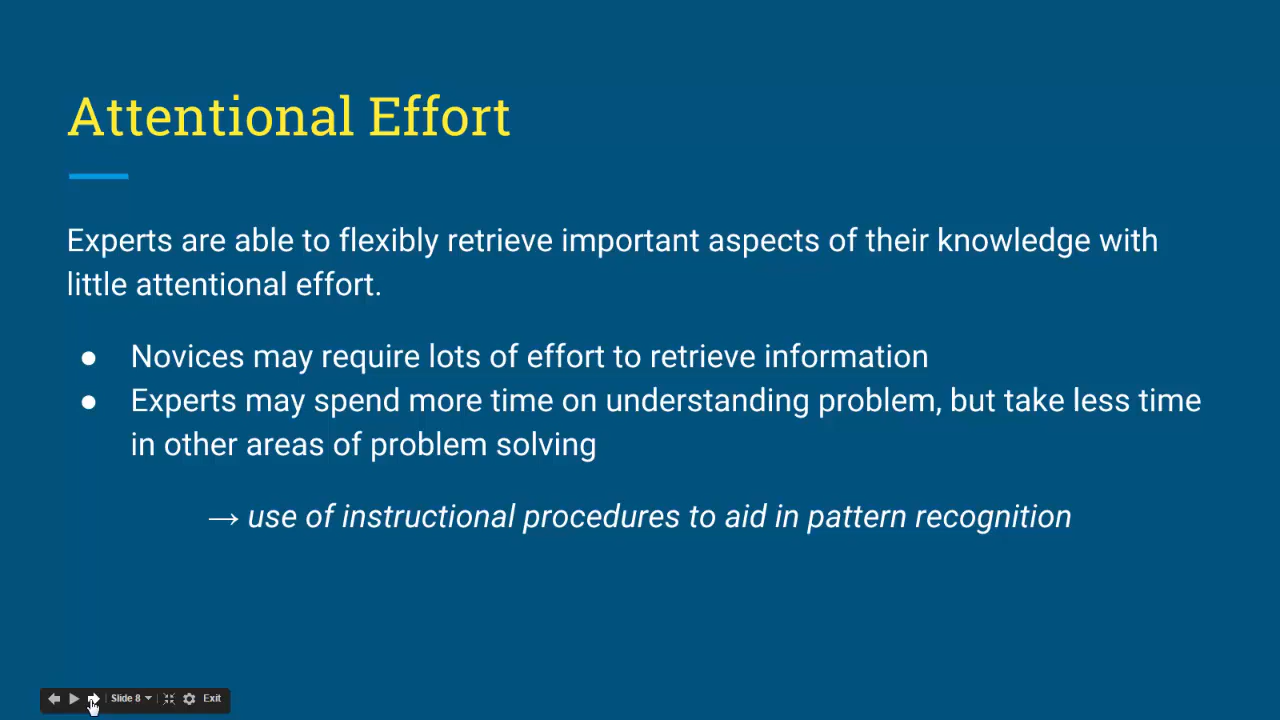 Attentional Effort
Experts are able to flexibly retrieve important aspects of their knowledge with
little attentional effort.
● Novices may require lots of effort to retrieve information
● Experts may spend more time on understanding problem, but take less time
in other areas of problem solving
→ use of instructional procedures to aid in pattern recognition
Slide 8 Exit